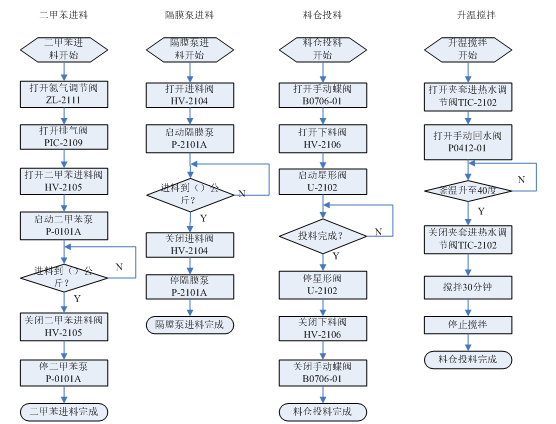 二甲苯进料
二甲苯进
料开始
打开氮气调节阀
ZL-2111
打开排气阀
PIC-2109
打开二甲苯进料阀
HV-2105
启动二甲苯泵
P-0101A
进料到（）公
斤？
N
Y
关闭二甲苯进料阀
HV-2105
停二甲苯泵
P-0101A
二甲苯进料完成
隔膜泵进料
隔膜泵进
料开始
打开进料阀
HV-2104
启动隔膜泵
P-2101A
进料到（）公
斤？
N
Y
关闭进料阀
HV-2104
停隔膜泵
P-2101A
隔膜泵进料完成
料仓投料
料仓投料
开始
打开手动蝶阀
B0706-01
打开下料阀
HV-2106
启动星形阀
U-2102
投料完成？
N
Y
停星形阀
U-2102
关闭下料阀
HV-2106
关闭手动蝶阀
B0706-01
料仓投料完成
升温搅拌
升温搅拌
开始
打开夹套进热水调
节阀TIC-2102
打开手动回水阀
P0412-01
釜温升至40度
N
Y
关闭夹套进热水调
节阀TIC-2102
搅拌30分钟
停止搅拌
料仓投料完成